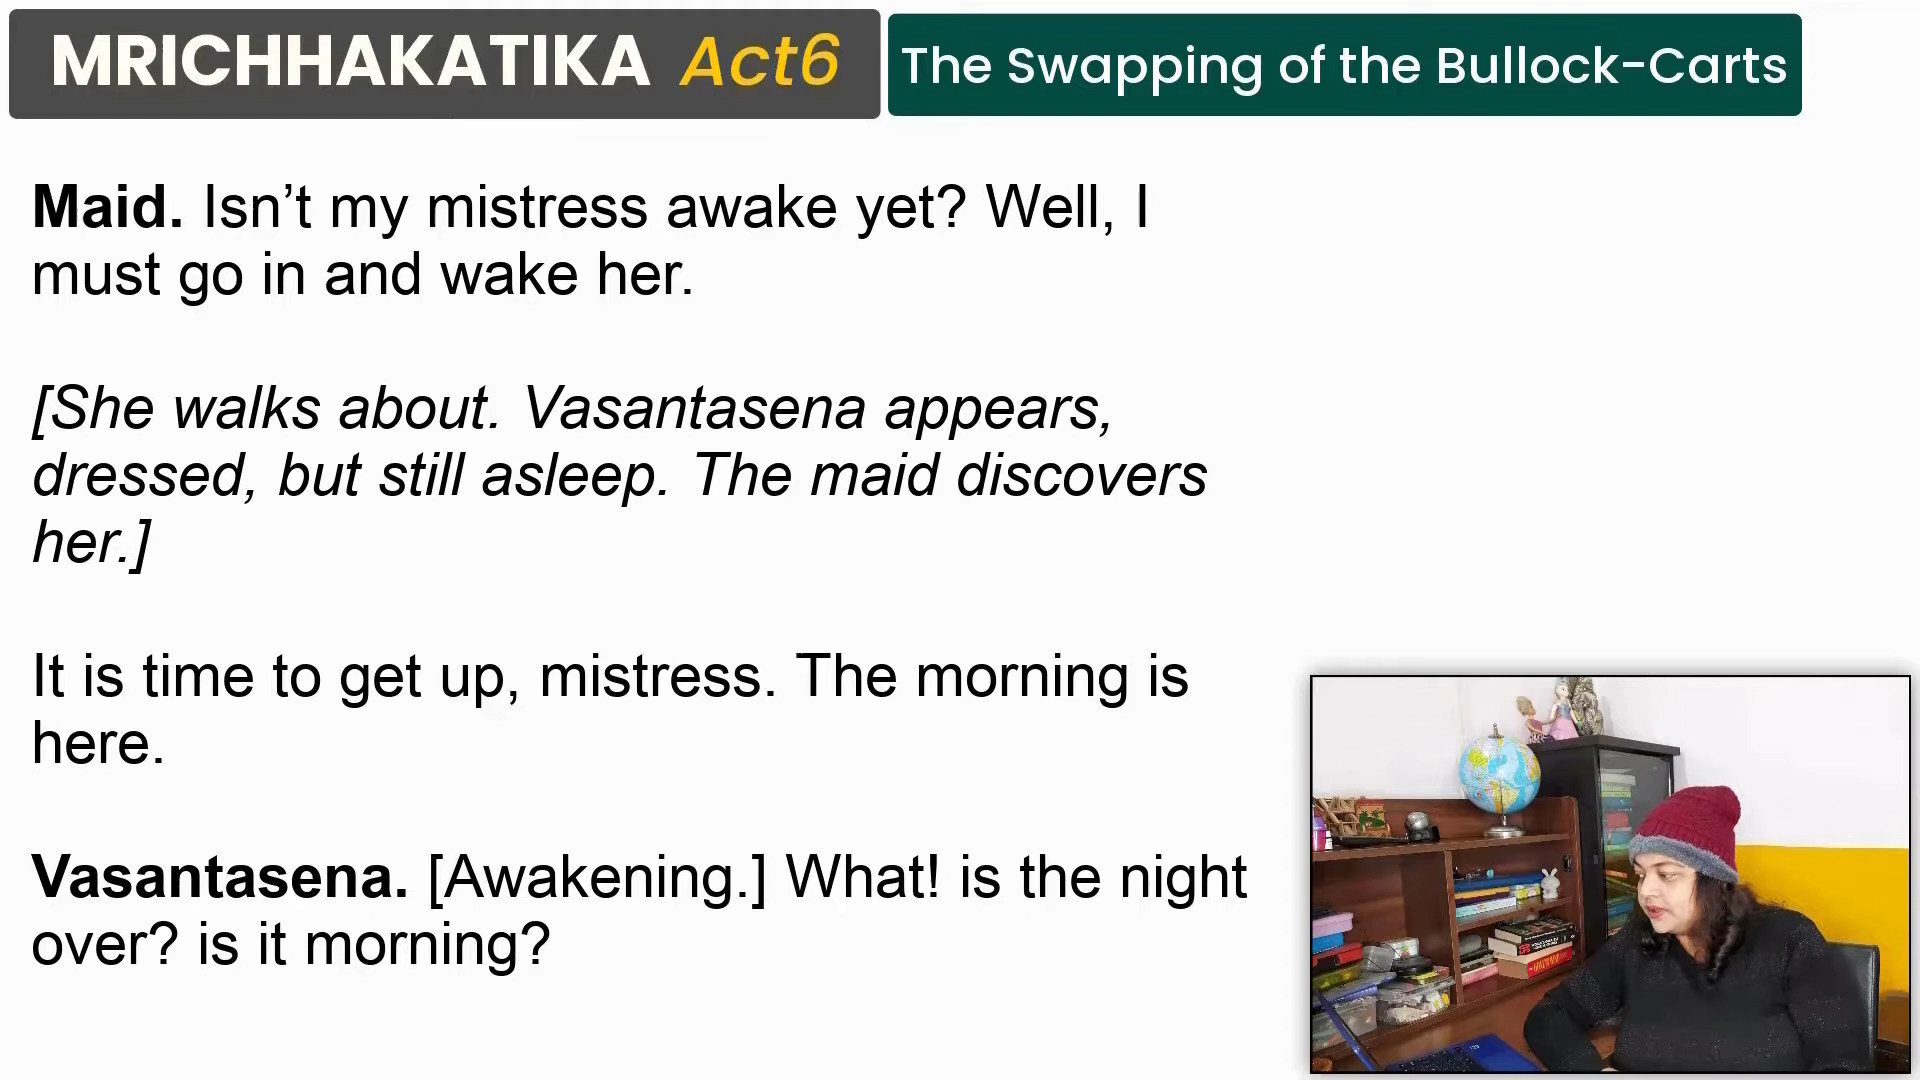 MRICHHAKATIKA Act6
The Swapping of the Bullock-Carts
Maid. Isn’t my mistress awake yet? Well, I
must go in and wake her.
[She walks about. Vasantasena appears,
dressed, but still asleep. The maid discovers
her.]
It is time to get up, mistress. The morning is
here.
Vasantasena. [Awakening.] What! is the night
over? is it morning?